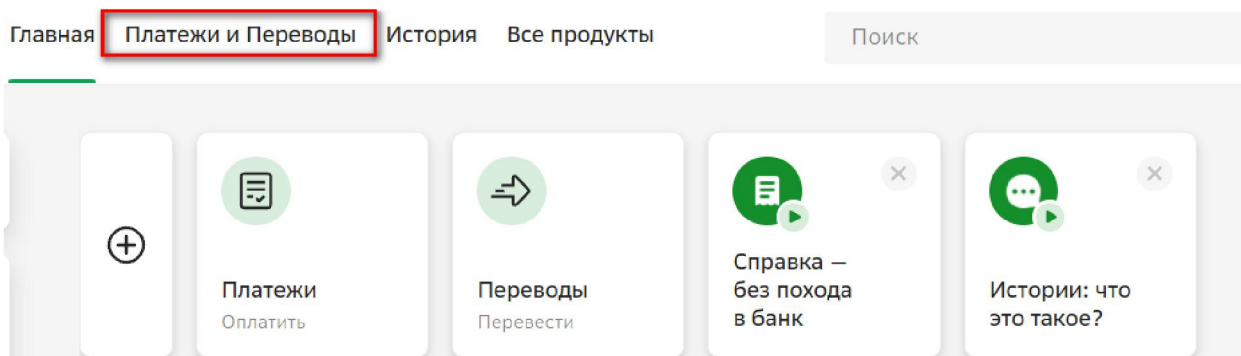 Главная Платежи и Переводы История Все продукты Поиск
Платежи
Оплатить
Переводы
Перевести
Справка —
без похода
в банк
Истории: что
это такое?